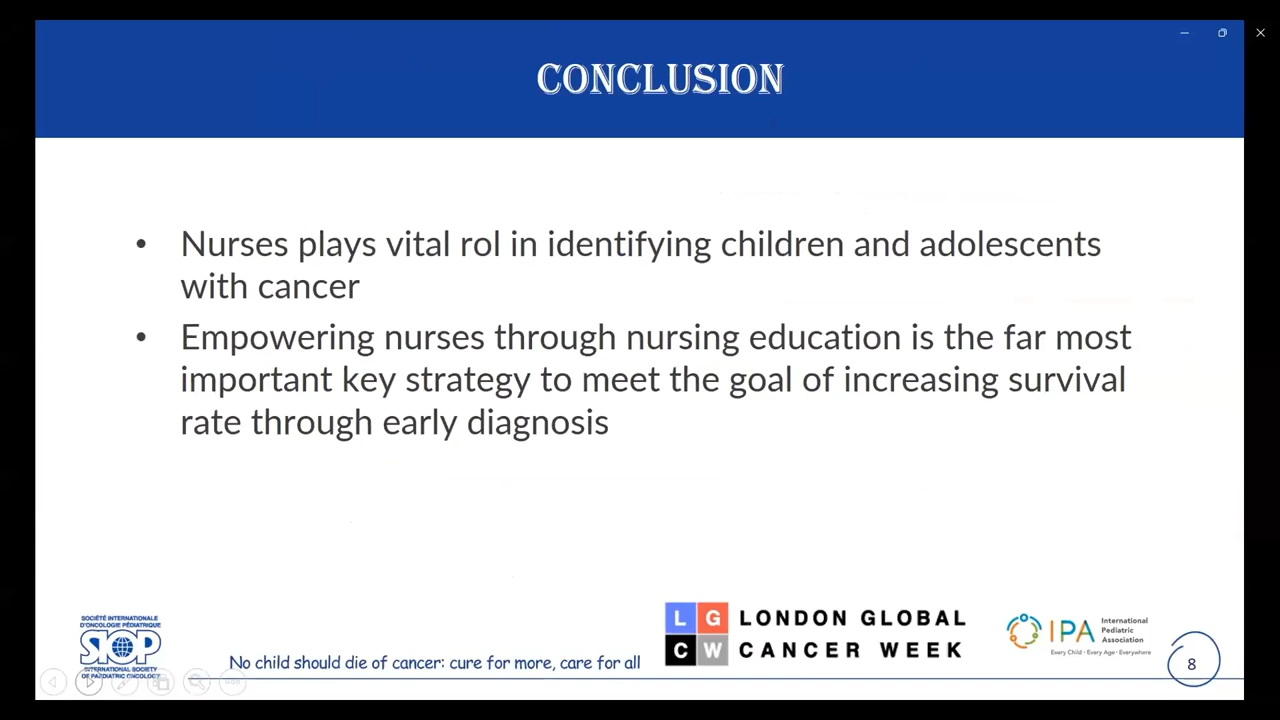 CONCLUSION
• Nurses plays vital rol in identifying children and adolescents
with cancer
• Empowering nurses through nursing education is the far most
important key strategy to meet the goal of increasing survival
rate through early diagnosis
SOCIÉTÉ INTERNATIONALE
D'ONCOLOGIE PÉDIATRIQUE
SIOP
INTERNATIONAL SOCIETY
OF PAEDIATRIC ONCOLOGY
No child should die of cancer: cure for more, care for all
L G
C W
LONDON GLOBAL
CANCER WEEK
IPA
International
Pediatric
Association
Every Child · Every Age · Everywhere
8